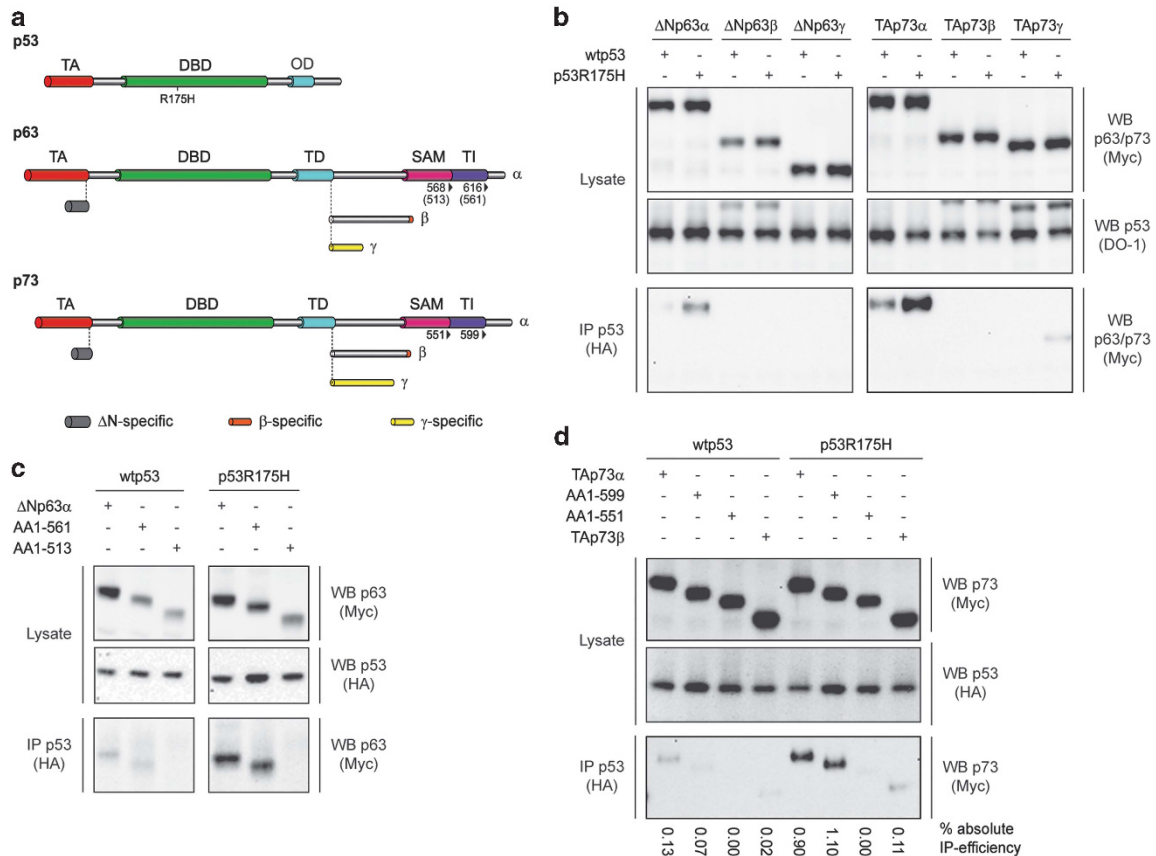 a
p53
TA DBD OD
R175H
p63
TA DBD TD SAM TI
α
568 616
(513) (561)
β
γ
p73
TA DBD TD SAM TI
α
551 599
β
γ
ΔN-specific β-specific γ-specific
b
ΔNp63α ΔNp63β ΔNp63γ TAp73α TAp73β TAp73γ
wtp53 + - + - + - + - + - + -
p53R175H - + - + - + - + - + - +
Lysate
WB
p63/p73
(Myc)
WB p53
(DO-1)
IP p53
(HA)
WB
p63/p73
(Myc)
c
wtp53 p53R175H
ΔNp63α + - - + - -
AA1-561 - + - - + -
AA1-513 - - + - - +
Lysate
WB p63
(Myc)
WB p53
(HA)
IP p53
(HA)
WB p63
(Myc)
d
wtp53 p53R175H
TAp73α + - - - + - - -
AA1-599 - + - - - + - -
AA1-551 - - + - - - + -
TAp73β - - - + - - - +
Lysate
WB p73
(Myc)
WB p53
(HA)
IP p53
(HA)
WB p73
(Myc)
0.13 0.07 0.00 0.02 0.90 1.10 0.00 0.11
% absolute
IP-efficiency